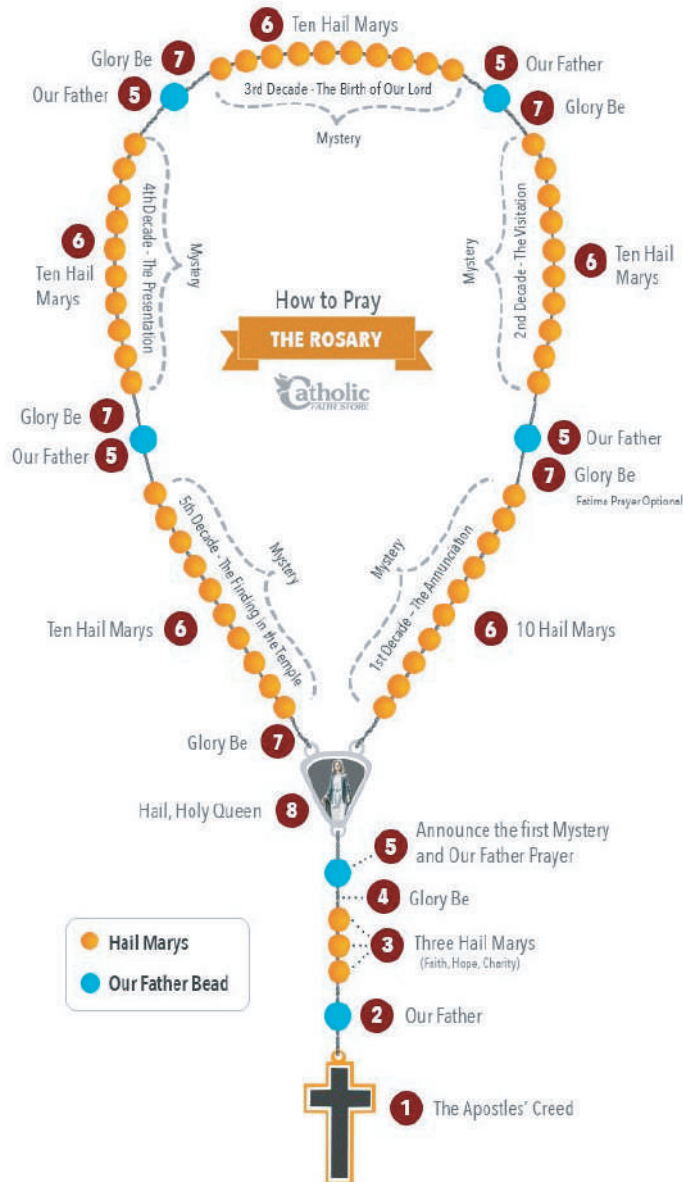 6 Ten Hail Marys
Glory Be 7
5 Our Father
Our Father 5
3rd Decade - The Birth of Our Lord
7 Glory Be
Mystery
4th Decade - The Presentation
Mystery
6
Ten Hail
Marys
2nd Decade - The Visitation
Mystery
6 Ten Hail
Marys
How to Pray
THE ROSARY
Catholic
FAITH STORE
Glory Be 7
Our Father 5
5 Our Father
7 Glory Be
Fatima Prayer Optional
5th Decade - The Finding in the Temple
Mystery
Mystery
1st Decade - The Annunciation
Ten Hail Marys 6
6 10 Hail Marys
Glory Be 7
Hail, Holy Queen 8
5 Announce the first Mystery
and Our Father Prayer
4 Glory Be
3 Three Hail Marys
(Faith, Hope, Charity)
Hail Marys
Our Father Bead
2 Our Father
1 The Apostles' Creed